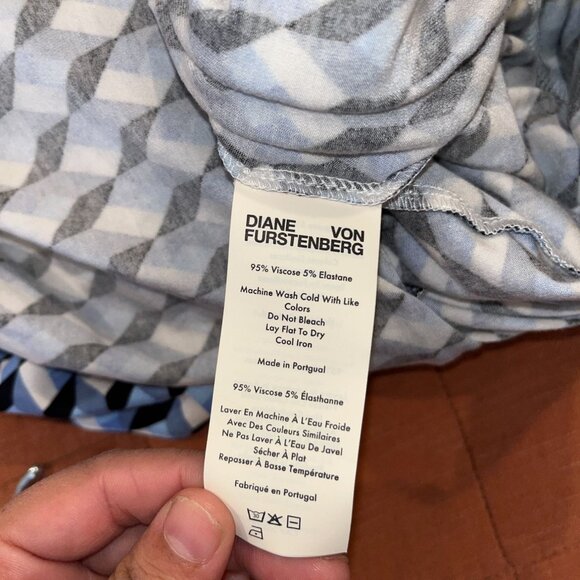 DIANE VON
FURSTENBERG
95% Viscose 5% Elastane
Machine Wash Cold With Like
Colors
Do Not Bleach
Lay Flat To Dry
Cool Iron
Made in Portgual
95% Viscose 5% Élasthanne
Laver En Machine À L'Eau Froide
Avec Des Couleurs Similaires
Ne Pas Laver À L'Eau De Javel
Sécher À Plat
Repasser À Basse Température
Fabriqué en Portugal
30